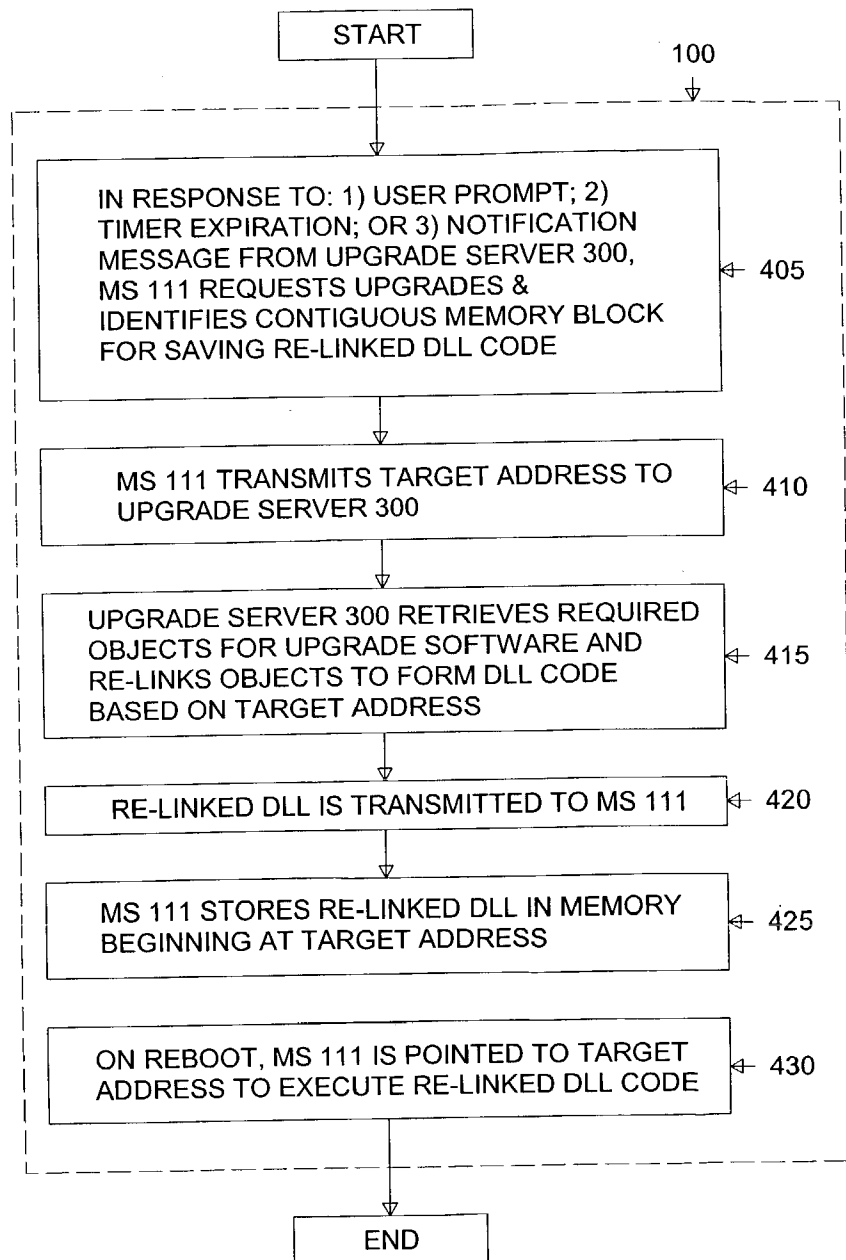 START
100
IN RESPONSE TO: 1) USER PROMPT; 2)
TIMER EXPIRATION; OR 3) NOTIFICATION
MESSAGE FROM UPGRADE SERVER 300,
MS 111 REQUESTS UPGRADES &
IDENTIFIES CONTIGUOUS MEMORY BLOCK
FOR SAVING RE-LINKED DLL CODE
405
MS 111 TRANSMITS TARGET ADDRESS TO
UPGRADE SERVER 300
410
UPGRADE SERVER 300 RETRIEVES REQUIRED
OBJECTS FOR UPGRADE SOFTWARE AND
RE-LINKS OBJECTS TO FORM DLL CODE
BASED ON TARGET ADDRESS
415
RE-LINKED DLL IS TRANSMITTED TO MS 111
420
MS 111 STORES RE-LINKED DLL IN MEMORY
BEGINNING AT TARGET ADDRESS
425
ON REBOOT, MS 111 IS POINTED TO TARGET
ADDRESS TO EXECUTE RE-LINKED DLL CODE
430
END